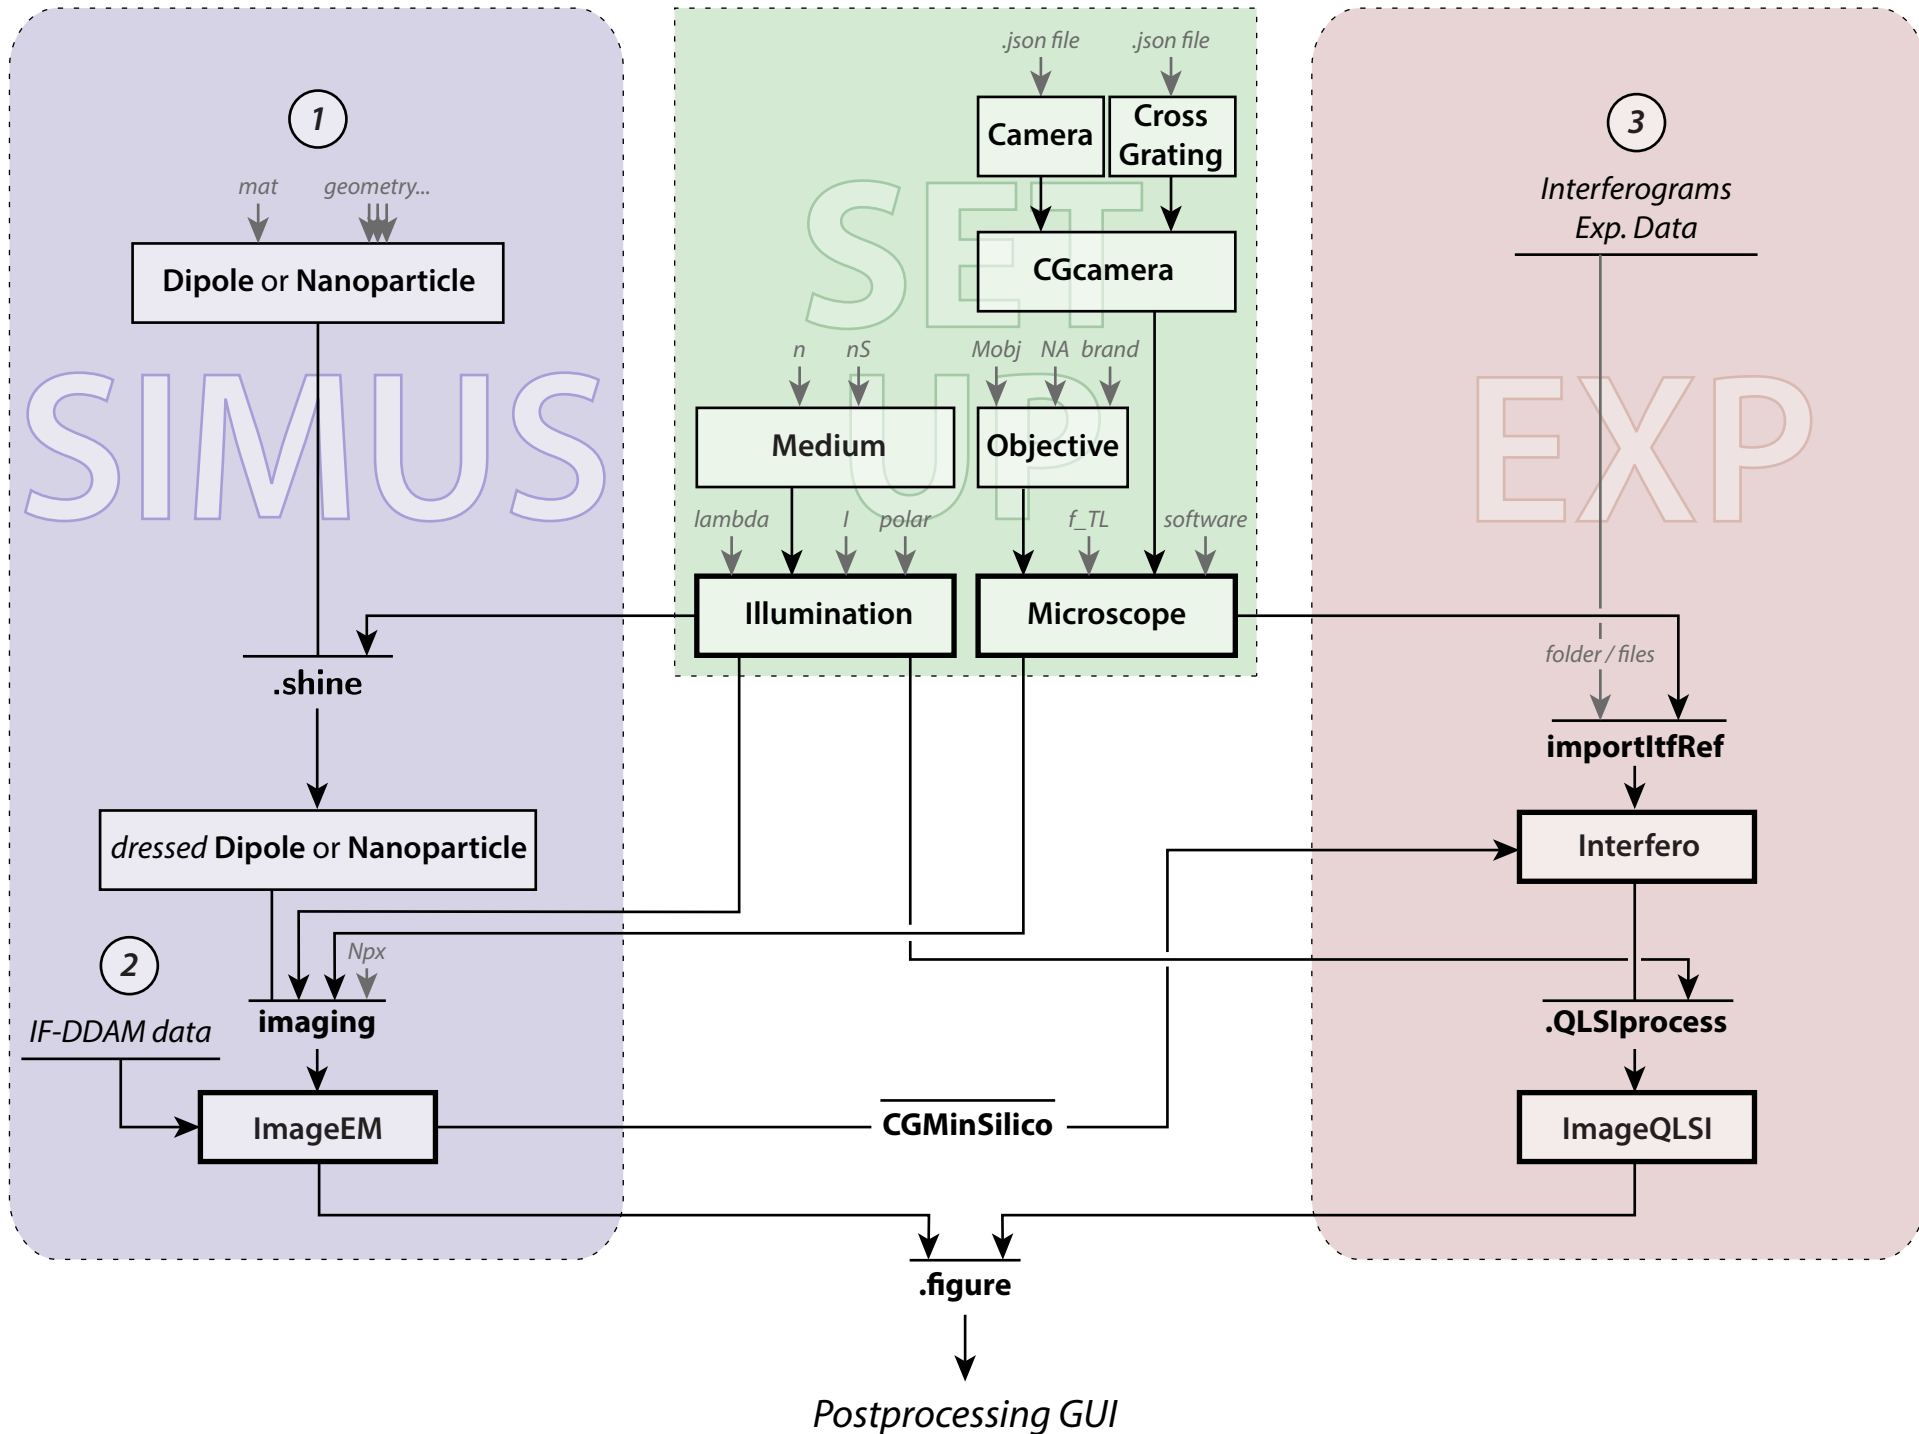 .json file
.json file
1
Camera
Cross
Grating
3
mat
geometry...
Interferograms
Exp. Data
SET
UP
Dipole or Nanoparticle
CGcamera
n
nS
Mobj
NA
brand
SIMUS
EXP
Medium
Objective
lambda
I
polar
f_TL
software
Illumination
Microscope
.shine
folder / files
importItfRef
dressed Dipole or Nanoparticle
Interfero
2
Npx
IF-DDAM data
imaging
.QLSIprocess
ImageEM
CGMinSilico
ImageQLSI
.figure
Postprocessing GUI